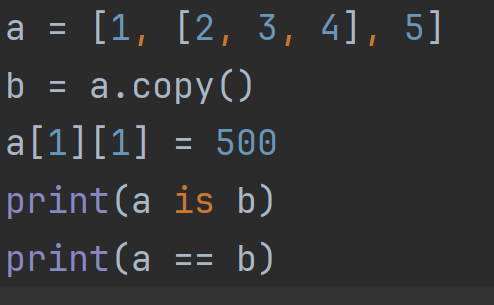 a = [1, [2, 3, 4], 5]
b = a.copy()
a[1][1] = 500
print(a is b)
print(a == b)